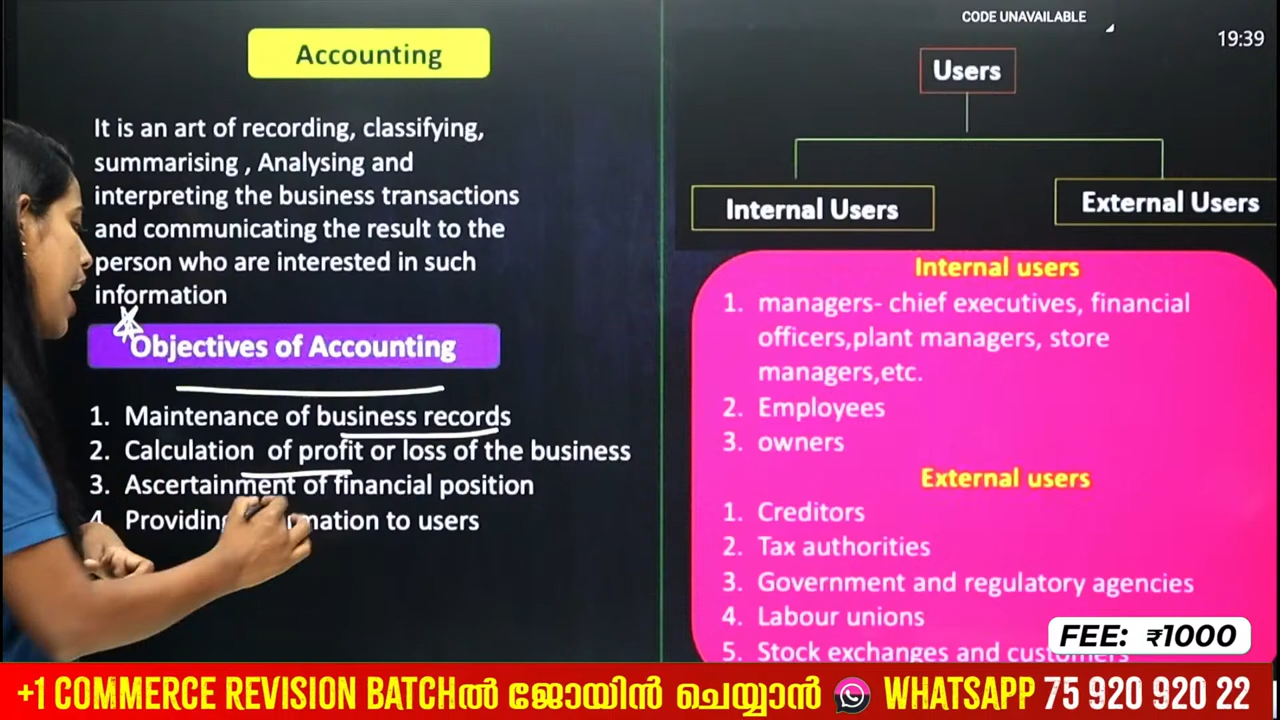 CODE UNAVAILABLE
19:39
Accounting
It is an art of recording, classifying,
summarising , Analysing and
interpreting the business transactions
and communicating the result to the
person who are interested in such
information
Objectives of Accounting
1. Maintenance of business records
2. Calculation of profit or loss of the business
3. Ascertainment of financial position
4. Providing information to users
Users
Internal Users
External Users
Internal users
1. managers- chief executives, financial
officers,plant managers, store
managers,etc.
2. Employees
3. owners
External users
1. Creditors
2. Tax authorities
3. Government and regulatory agencies
4. Labour unions
5. Stock exchanges and customers
FEE: ₹1000
+1 COMMERCE REVISION BATCHൽ ജോയിൻ ചെയ്യാൻ WHATSAPP 75 920 920 22